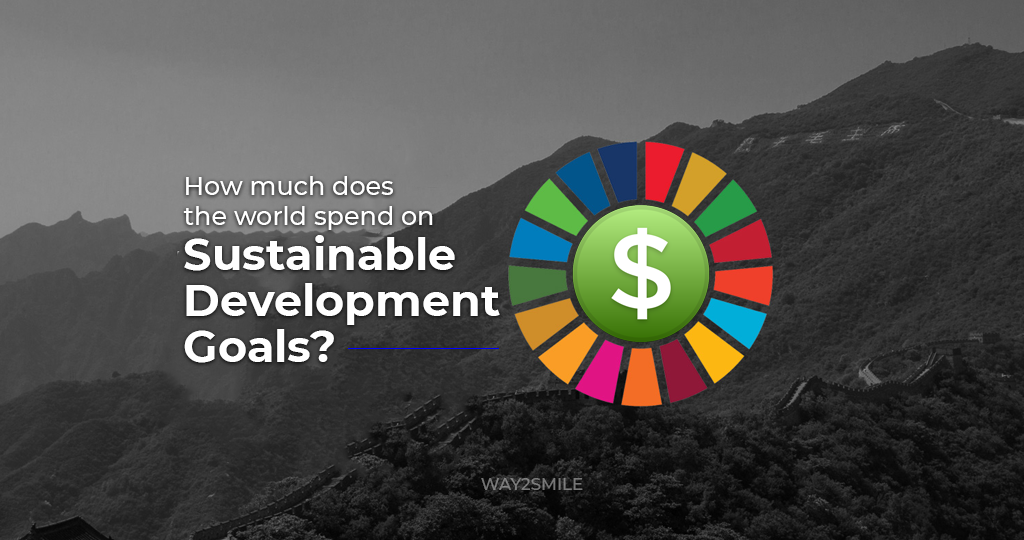 How much does
the world spend on
Sustainable
Development
Goals?
$
WAY2SMILE